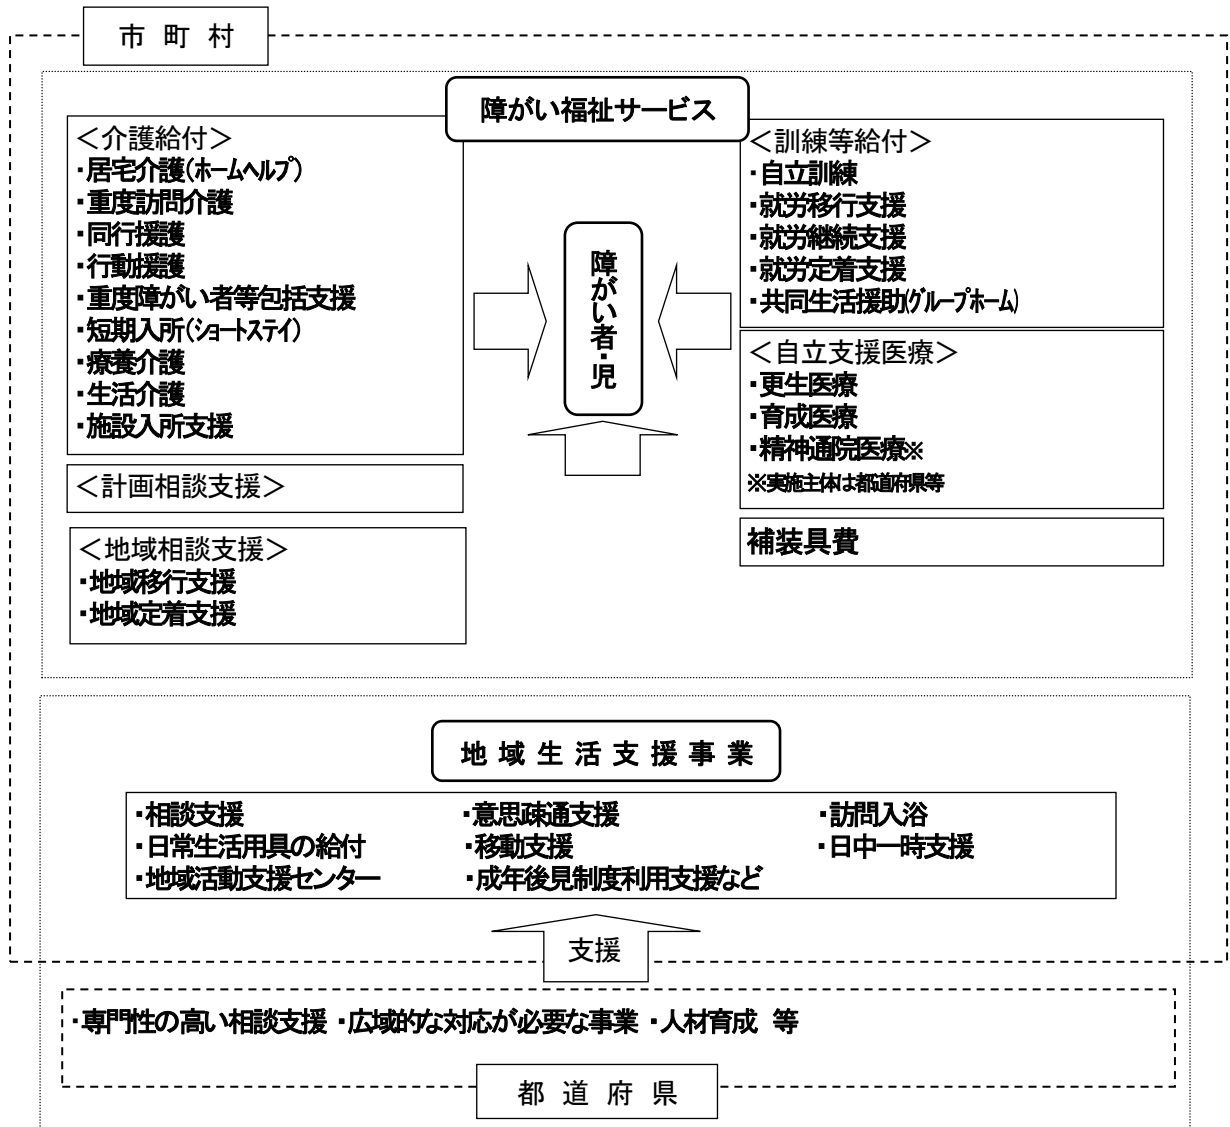 市町村
障がい福祉サービス
＜介護給付＞
・居宅介護(ホームヘルプ)
・重度訪問介護
・同行援護
・行動援護
・重度障がい者等包括支援
・短期入所(ショートステイ)
・療養介護
・生活介護
・施設入所支援
＜計画相談支援＞
＜地域相談支援＞
・地域移行支援
・地域定着支援
障がい者・児
＜訓練等給付＞
・自立訓練
・就労移行支援
・就労継続支援
・就労定着支援
・共同生活援助(グループホーム)
＜自立支援医療＞
・更生医療
・育成医療
・精神通院医療※
※実施主体は都道府県等
補装具費
地域生活支援事業
・相談支援 ・意思疎通支援 ・訪問入浴
・日常生活用具の給付 ・移動支援 ・日中一時支援
・地域活動支援センター ・成年後見制度利用支援など
支援
・専門性の高い相談支援 ・広域的な対応が必要な事業 ・人材育成 等
都道府県